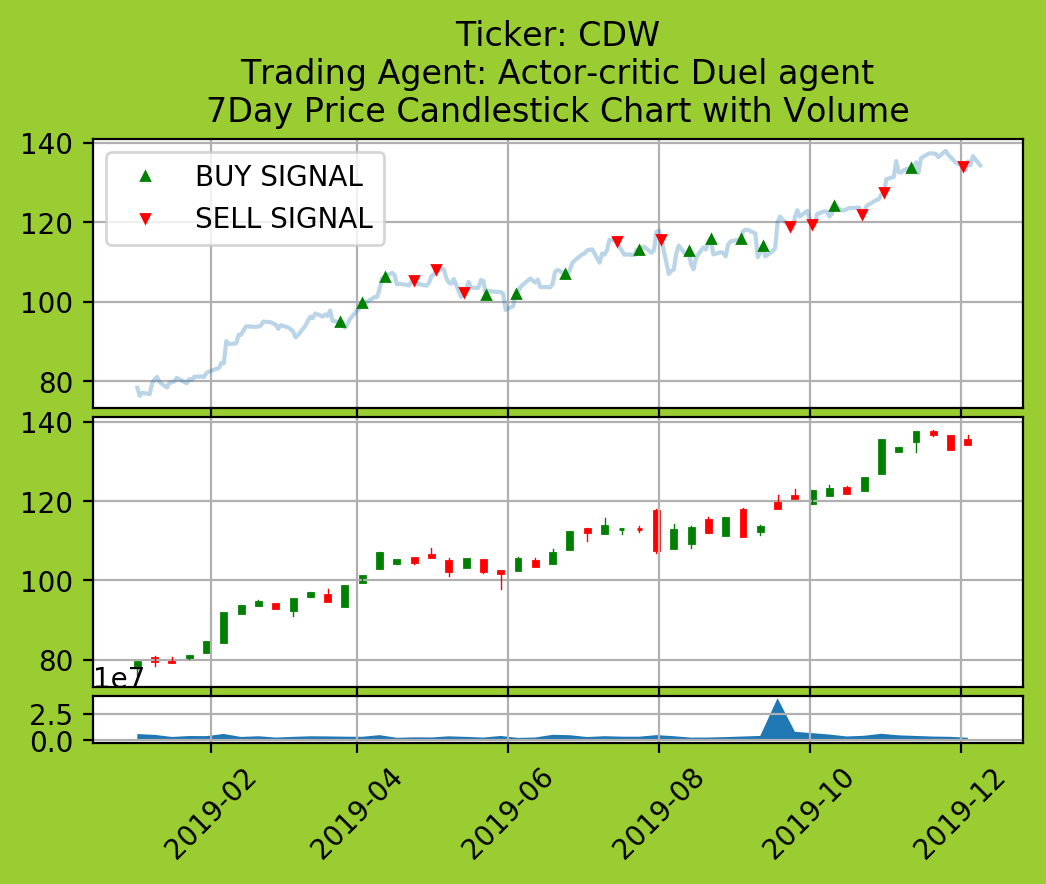 Ticker: CDW
Trading Agent: Actor-critic Duel agent
7Day Price Candlestick Chart with Volume
140
BUY SIGNAL
SELL SIGNAL
120
100
80
140
120
100
80
1e7
2.5
0.0
2019-02
2019-04
2019-06
2019-08
2019-10
2019-12